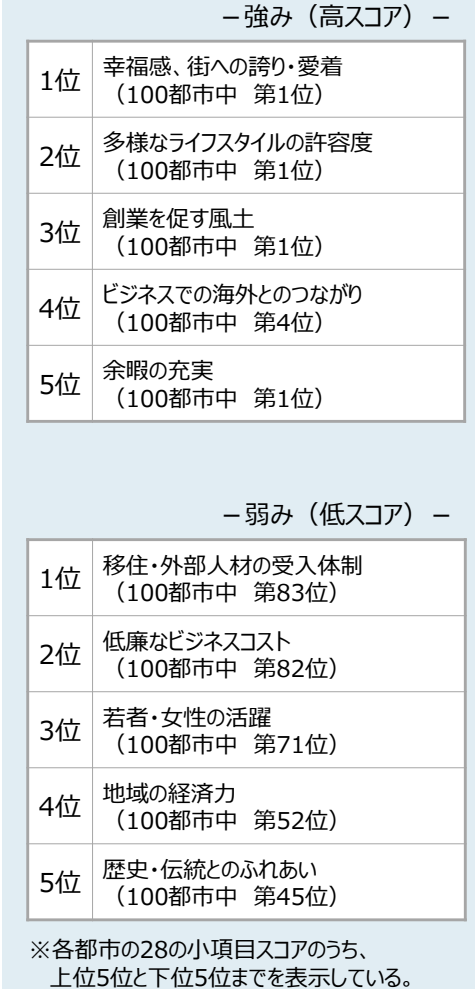 －強み（高スコア）－
1位
幸福感、街への誇り・愛着
（100都市中　第1位）
2位
多様なライフスタイルの許容度
（100都市中　第1位）
3位
創業を促す風土
（100都市中　第1位）
4位
ビジネスでの海外とのつながり
（100都市中　第4位）
5位
余暇の充実
（100都市中　第1位）
－弱み（低スコア）－
1位
移住・外部人材の受入体制
（100都市中　第83位）
2位
低廉なビジネスコスト
（100都市中　第82位）
3位
若者・女性の活躍
（100都市中　第71位）
4位
地域の経済力
（100都市中　第52位）
5位
歴史・伝統とのふれあい
（100都市中　第45位）
※各都市の28の小項目スコアのうち、
上位5位と下位5位までを表示している。